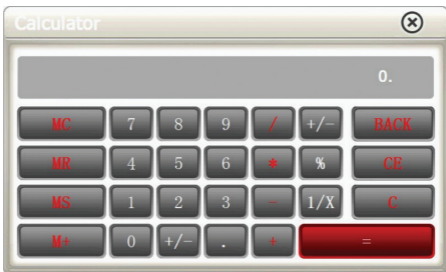 Calculator
0.
MC 7 8 9 / +/- BACK
MR 4 5 6 * % CE
MS 1 2 3 - 1/X C
M+ 0 +/- . + =